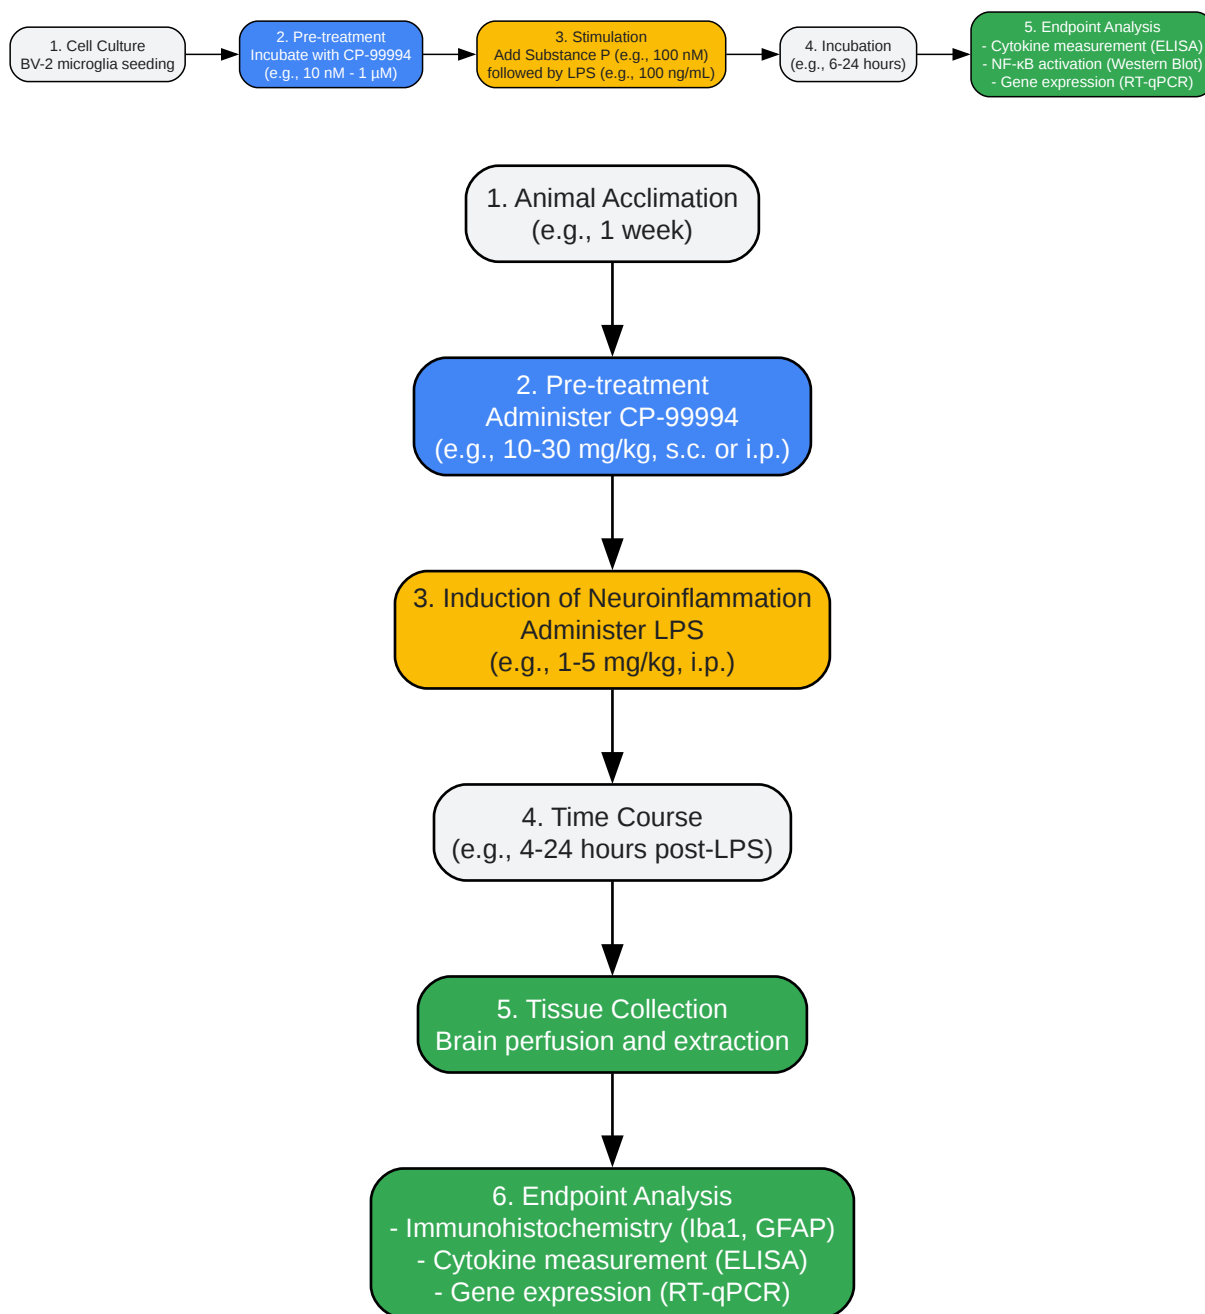 1. Cell Culture
BV-2 microglia seeding
2. Pre-treatment
Incubate with CP-99994
(e.g., 10 nM - 1 µM)
3. Stimulation
Add Substance P (e.g., 100 nM)
followed by LPS (e.g., 100 ng/mL)
4. Incubation
(e.g., 6-24 hours)
5. Endpoint Analysis
- Cytokine measurement (ELISA)
- NF-κB activation (Western Blot)
- Gene expression (RT-qPCR)
1. Animal Acclimation
(e.g., 1 week)
2. Pre-treatment
Administer CP-99994
(e.g., 10-30 mg/kg, s.c. or i.p.)
3. Induction of Neuroinflammation
Administer LPS
(e.g., 1-5 mg/kg, i.p.)
4. Time Course
(e.g., 4-24 hours post-LPS)
5. Tissue Collection
Brain perfusion and extraction
6. Endpoint Analysis
- Immunohistochemistry (Iba1, GFAP)
- Cytokine measurement (ELISA)
- Gene expression (RT-qPCR)